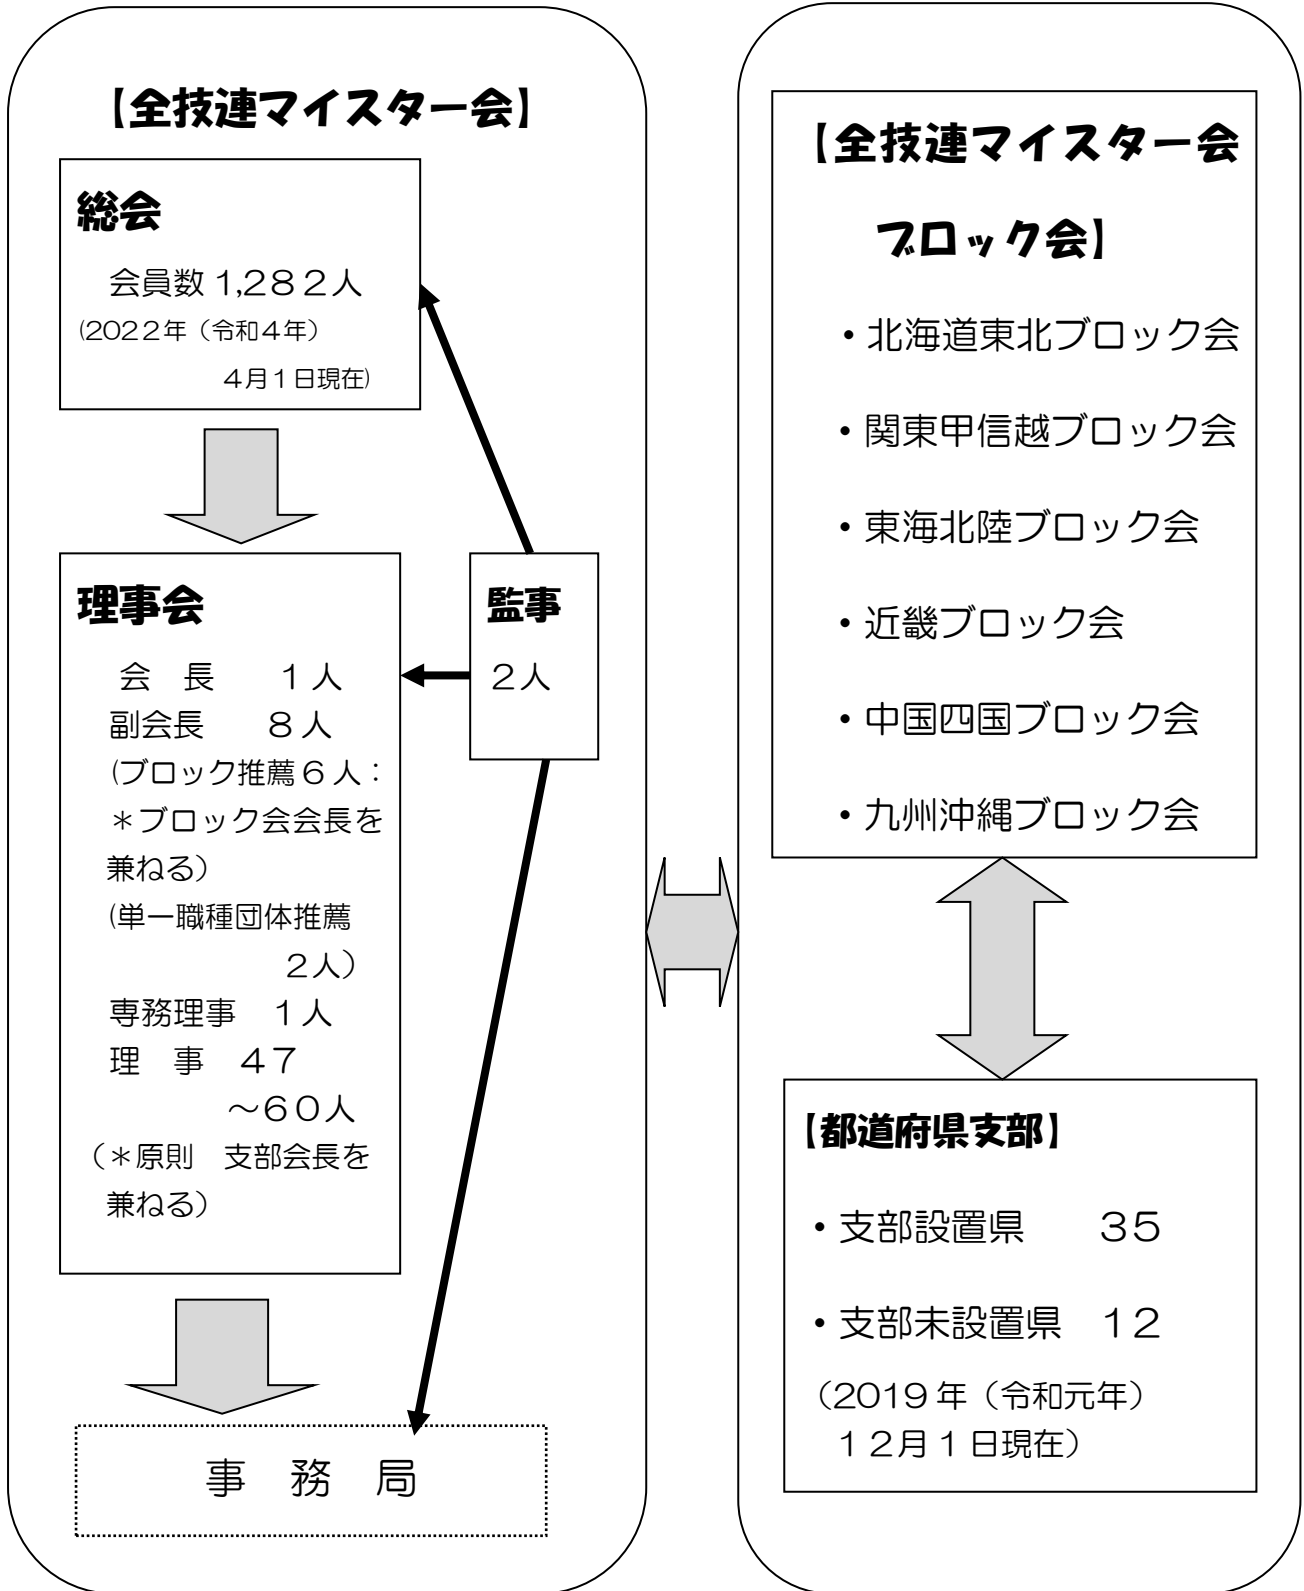 【全技連マイスター会】
総会
会員数 1,282人
(2022年（令和４年）
４月１日現在)
理事会
会　長　　１人
副会長　　８人
(ブロック推薦６人：
＊ブロック会会長を
兼ねる）
(単一職種団体推薦
２人）
専務理事　１人
理　事　４７
～６０人
（＊原則　支部会長を
兼ねる）
監事
２人
事　務　局
【全技連マイスター会
ブロック会】
・北海道東北ブロック会
・関東甲信越ブロック会
・東海北陸ブロック会
・近畿ブロック会
・中国四国ブロック会
・九州沖縄ブロック会
【都道府県支部】
・支部設置県　　３５
・支部未設置県　１２
（2019年（令和元年）
１２月１日現在）